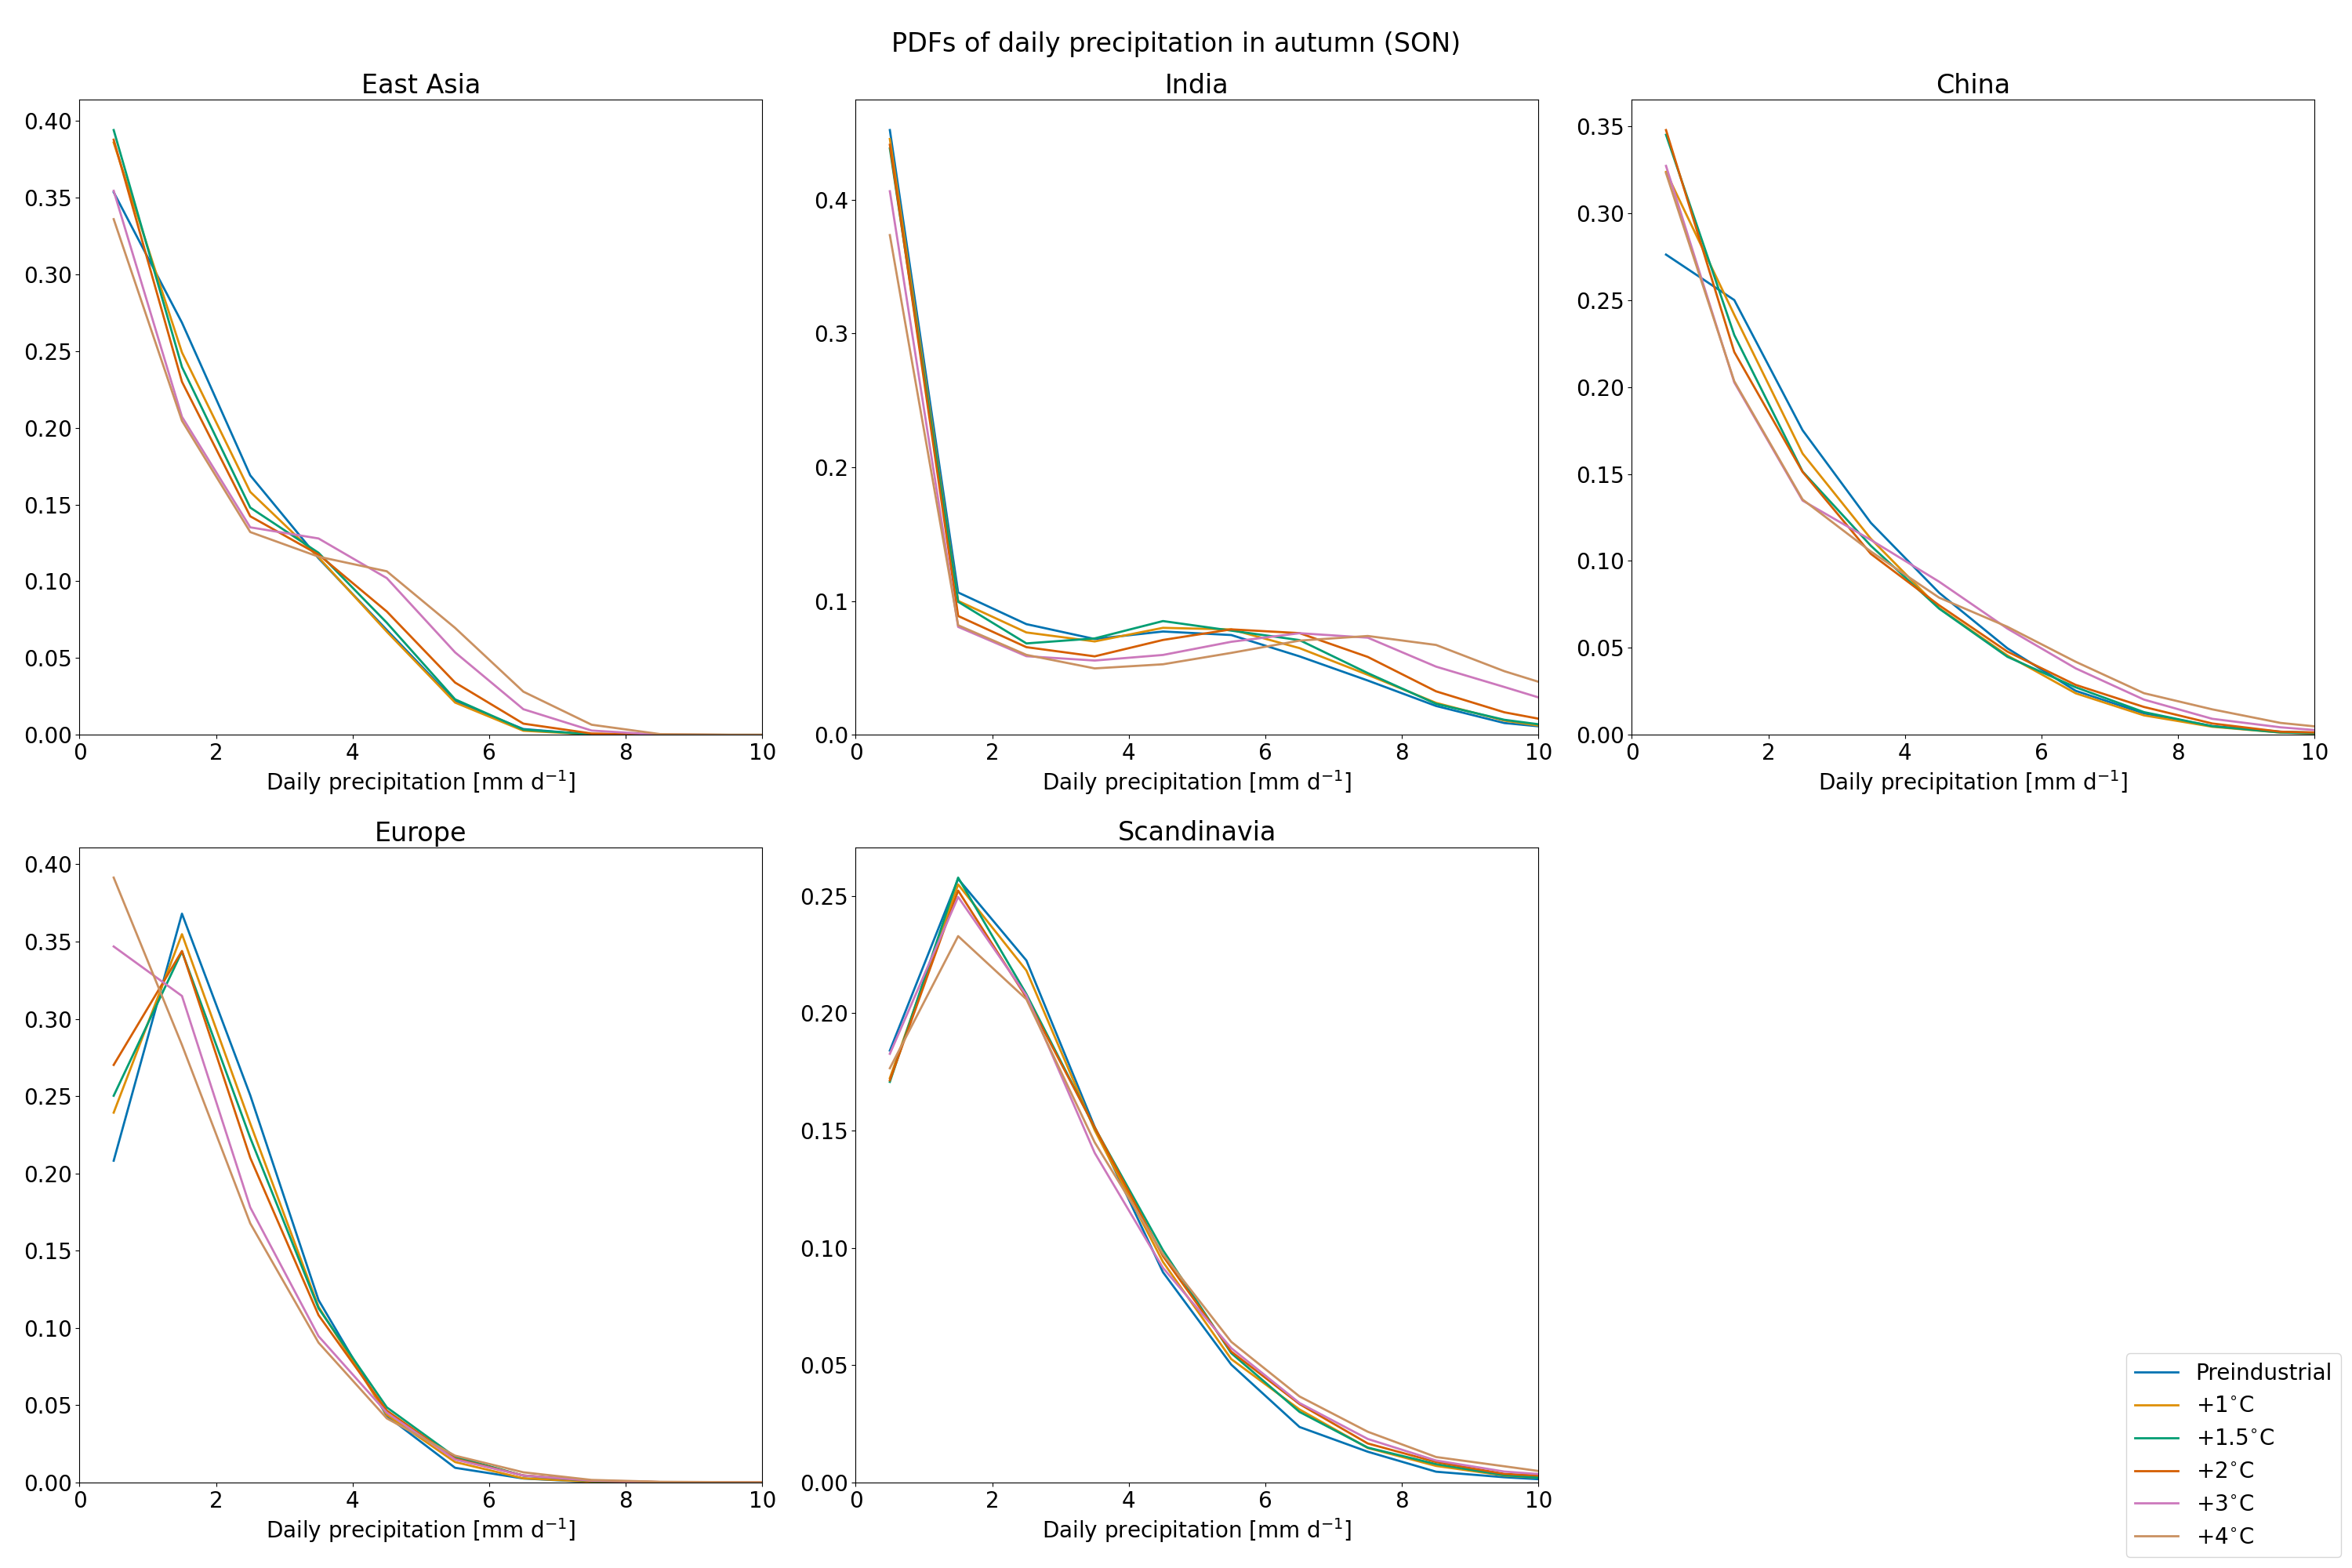 PDFs of daily precipitation in autumn (SON)
East Asia
India
China
0.40
0.35
0.30
0.25
0.20
0.15
0.10
0.05
0.00
0 2 4 6 8 10
Daily precipitation [mm d⁻¹]
0.4
0.3
0.2
0.1
0.0
0 2 4 6 8 10
Daily precipitation [mm d⁻¹]
0.35
0.30
0.25
0.20
0.15
0.10
0.05
0.00
0 2 4 6 8 10
Daily precipitation [mm d⁻¹]
Europe
Scandinavia
0.40
0.35
0.30
0.25
0.20
0.15
0.10
0.05
0.00
0 2 4 6 8 10
Daily precipitation [mm d⁻¹]
0.25
0.20
0.15
0.10
0.05
0.00
0 2 4 6 8 10
Daily precipitation [mm d⁻¹]
Preindustrial
+1°C
+1.5°C
+2°C
+3°C
+4°C